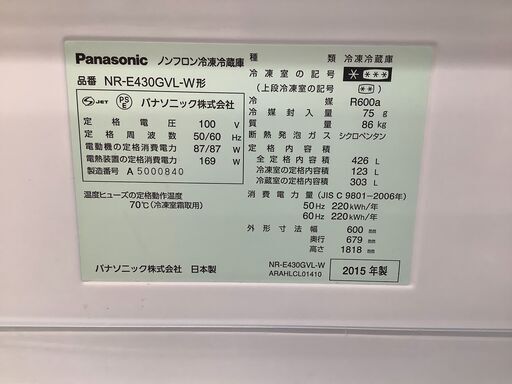 Panasonic ノンフロン冷凍冷蔵庫
品番 NR-E430GVL-W形
JET PSE パナソニック株式会社
定格電圧 100 V
定格周波数 50/60 Hz
電動機の定格消費電力 87/87 W
電熱装置の定格消費電力 169 W
製造番号 A 5000840
温度ヒューズの定格動作温度
70℃(冷凍室霜取用)
パナソニック株式会社 日本製
種類 冷凍冷蔵庫
冷凍室の記号 ****
(上段冷凍室の記号 **)
冷媒 R600a
冷媒封入量 75g
質量 86kg
断熱発泡ガス シクロペンタン
定格内容積
全定格内容積 426 L
冷凍室の定格内容積 123 L
冷蔵室の定格内容積 303 L
消費電力量(JIS C 9801-2006年)
50Hz 220kWh/年
60Hz 220kWh/年
外形寸法 幅 600 mm
奥行 679 mm
高さ 1818 mm
NR-E430GVL-W
ARAHLCL01410
2015年製